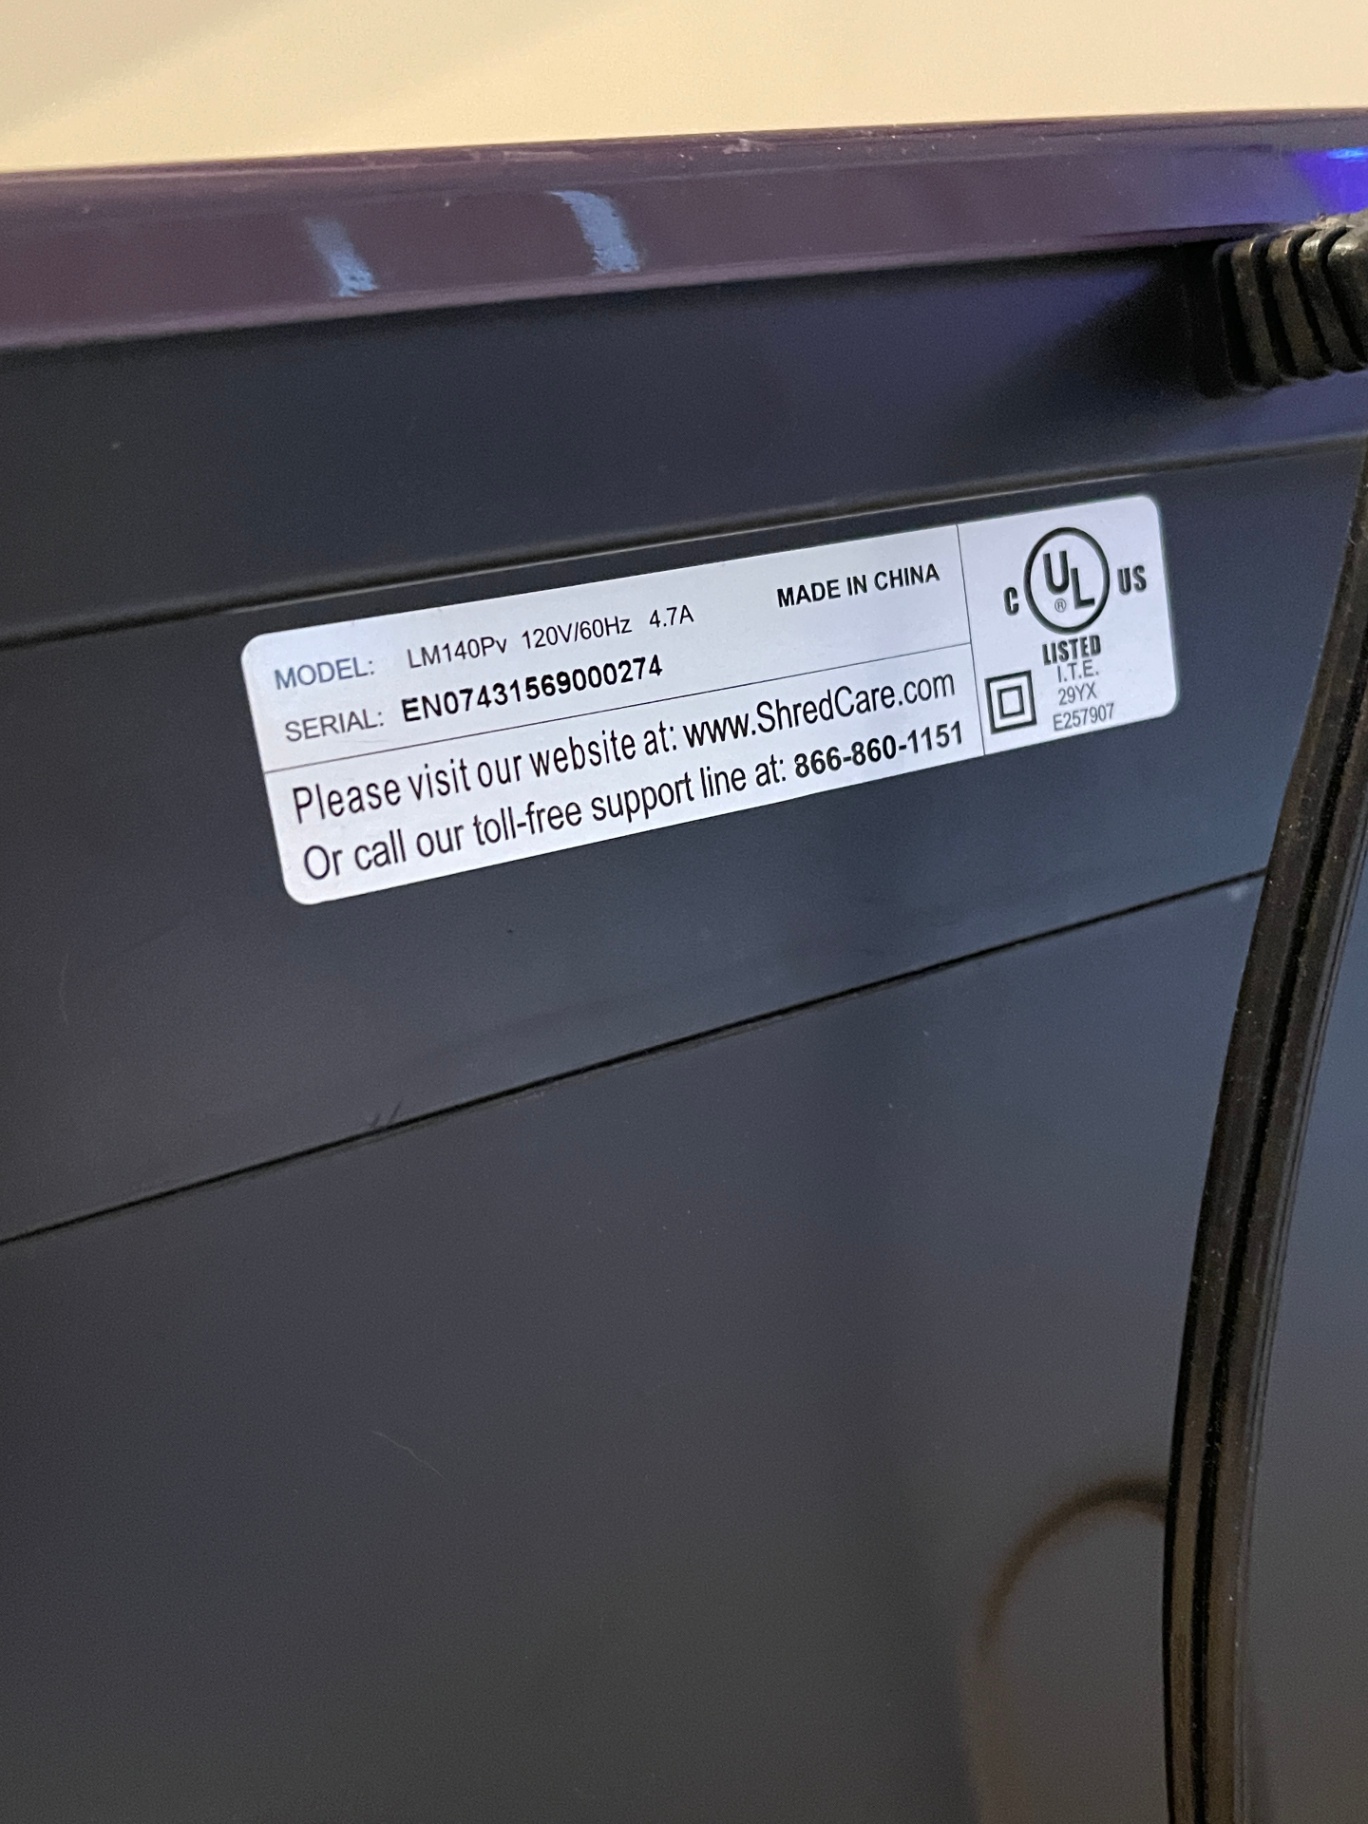 MODEL: LM140Pv 120V/60Hz 4.7A MADE IN CHINA
SERIAL: EN07431569000274
Please visit our website at: www.ShredCare.com
Or call our toll-free support line at: 866-860-1151
C UL ® US
LISTED
I.T.E.
29YX
E257907